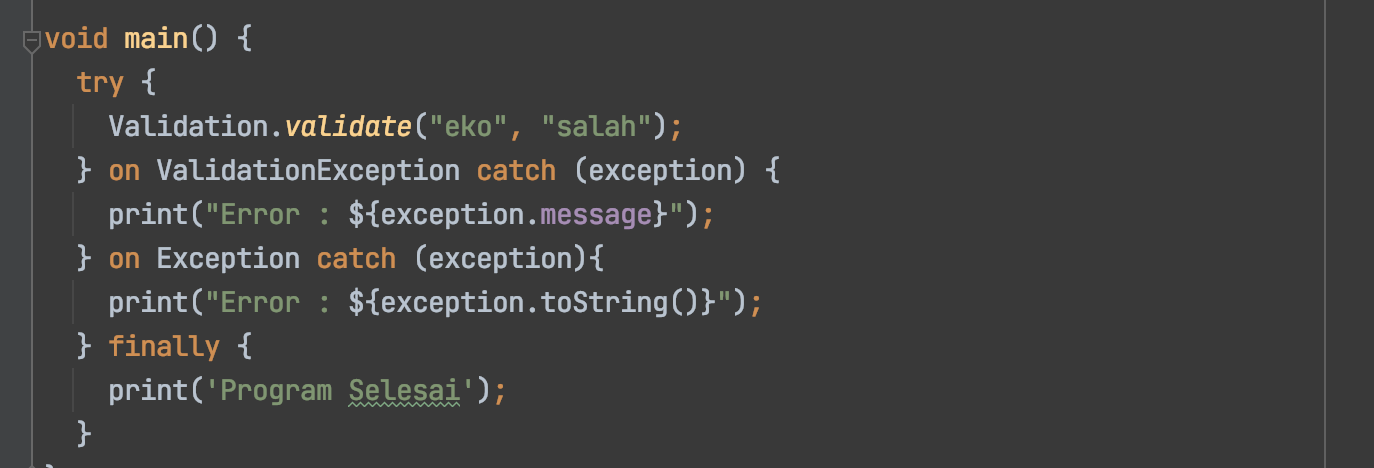 void main() {
  try {
    Validation.validate("eko", "salah");
  } on ValidationException catch (exception) {
    print("Error : ${exception.message}");
  } on Exception catch (exception){
    print("Error : ${exception.toString()}");
  } finally {
    print('Program Selesai');
  }